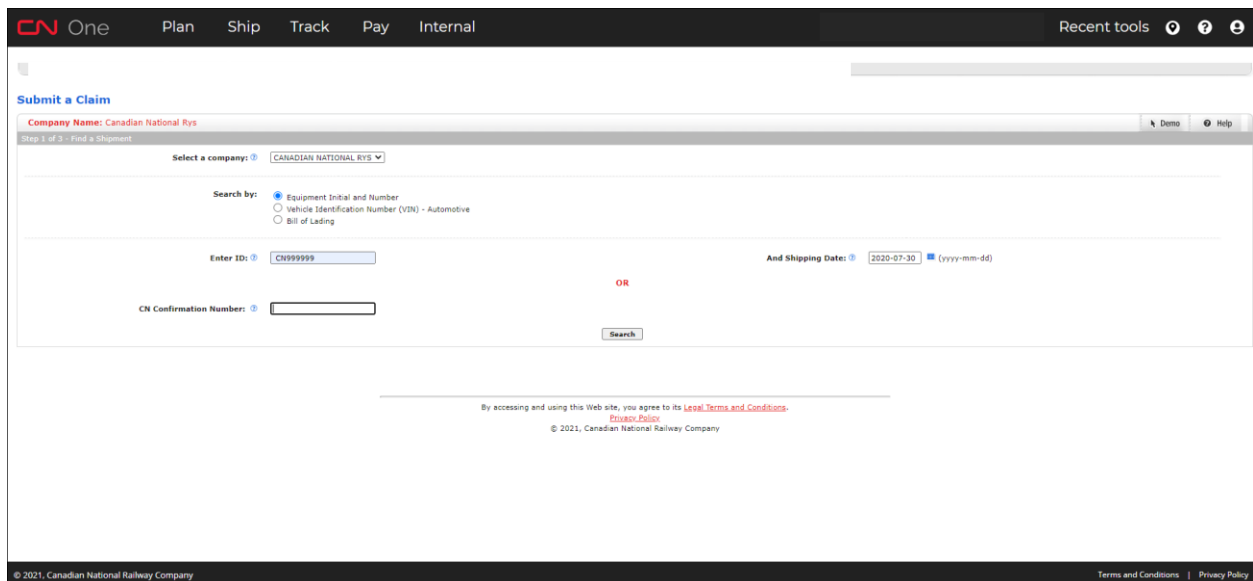 CN One Plan Ship Track Pay Internal Recent tools
Submit a Claim
Company Name: Canadian National Rys Demo Help
Step 1 of 3 - Find a Shipment
Select a company: CANADIAN NATIONAL RYS
Search by: Equipment Initial and Number
Vehicle Identification Number (VIN) - Automotive
Bill of Lading
Enter ID: CN999999 And Shipping Date: 2020-07-30 (yyyy-mm-dd)
OR
CN Confirmation Number:
Search
By accessing and using this Web site, you agree to its Legal Terms and Conditions.
Privacy Policy
© 2021, Canadian National Railway Company
© 2021, Canadian National Railway Company Terms and Conditions | Privacy Policy